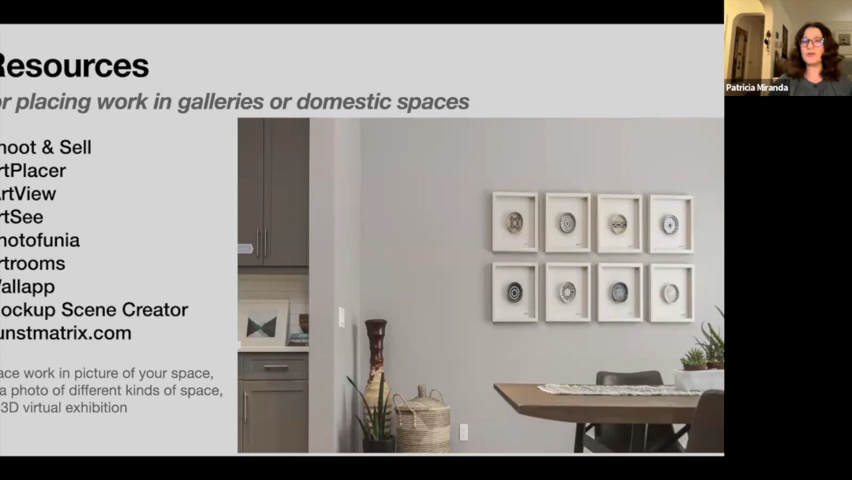 Resources
or placing work in galleries or domestic spaces
hoot & Sell
rtPlacer
rtView
rtSee
hotofunia
rtrooms
allapp
ockup Scene Creator
unstmatrix.com
ace work in picture of your space,
a photo of different kinds of space,
3D virtual exhibition
Patricia Miranda